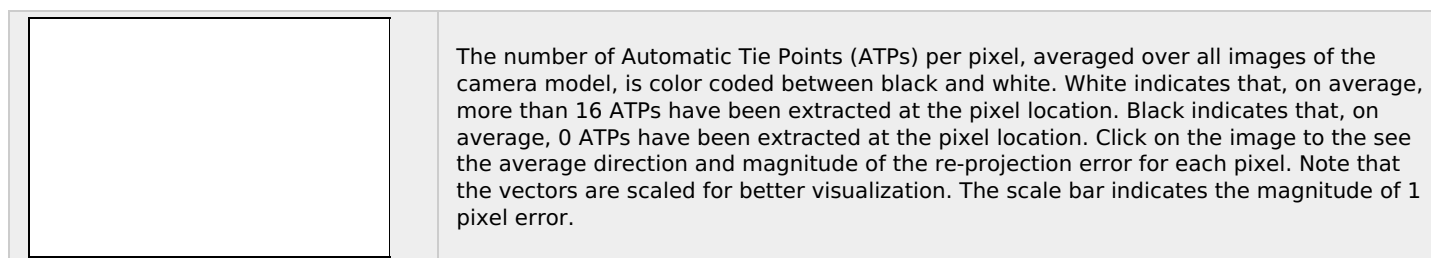 The number of Automatic Tie Points (ATPs) per pixel, averaged over all images of the
camera model, is color coded between black and white. White indicates that, on average,
more than 16 ATPs have been extracted at the pixel location. Black indicates that, on
average, 0 ATPs have been extracted at the pixel location. Click on the image to the see
the average direction and magnitude of the re-projection error for each pixel. Note that
the vectors are scaled for better visualization. The scale bar indicates the magnitude of 1
pixel error.